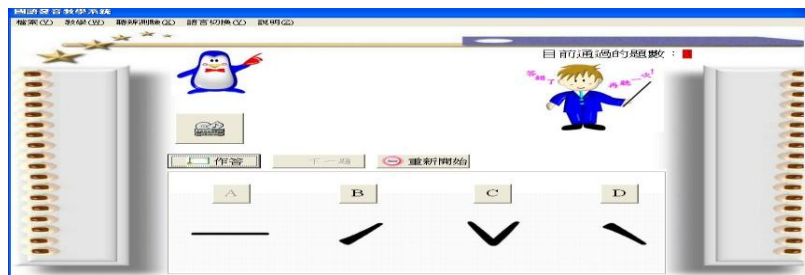 國語發音教學系統
檔案(Y) 教學(W) 聽辨測驗(X) 語言切換(Y) 說明(Z)
目前通過的題數：
答錯了 再聽一次!
作答 下一題 重新開始
A B C D